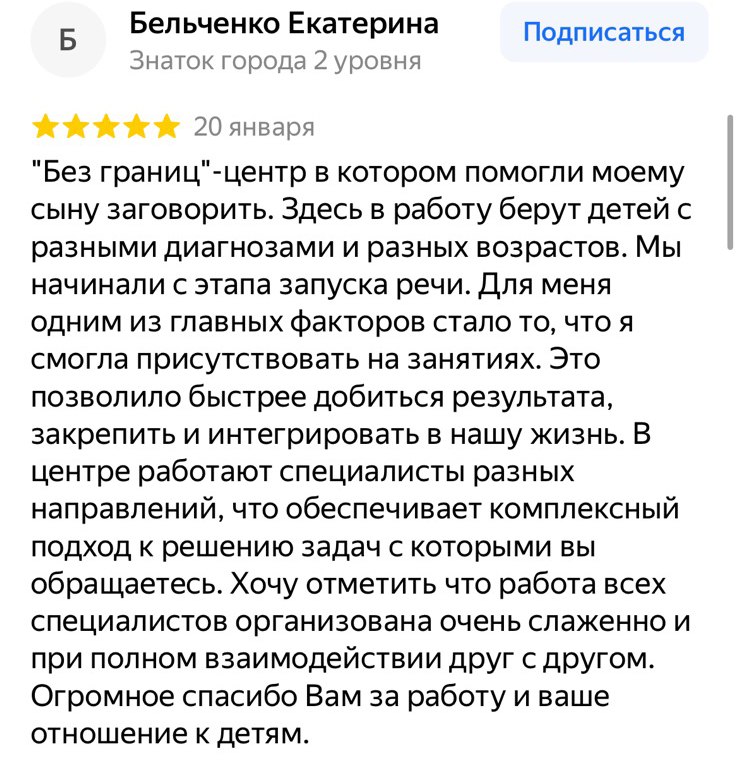 Б
Бельченко Екатерина
Знаток города 2 уровня
Подписаться
20 января
"Без границ"-центр в котором помогли моему
сыну заговорить. Здесь в работу берут детей с
разными диагнозами и разных возрастов. Мы
начинали с этапа запуска речи. Для меня
одним из главных факторов стало то, что я
смогла присутствовать на занятиях. Это
позволило быстрее добиться результата,
закрепить и интегрировать в нашу жизнь. В
центре работают специалисты разных
направлений, что обеспечивает комплексный
подход к решению задач с которыми вы
обращаетесь. Хочу отметить что работа всех
специалистов организована очень слаженно и
при полном взаимодействии друг с другом.
Огромное спасибо Вам за работу и ваше
отношение к детям.